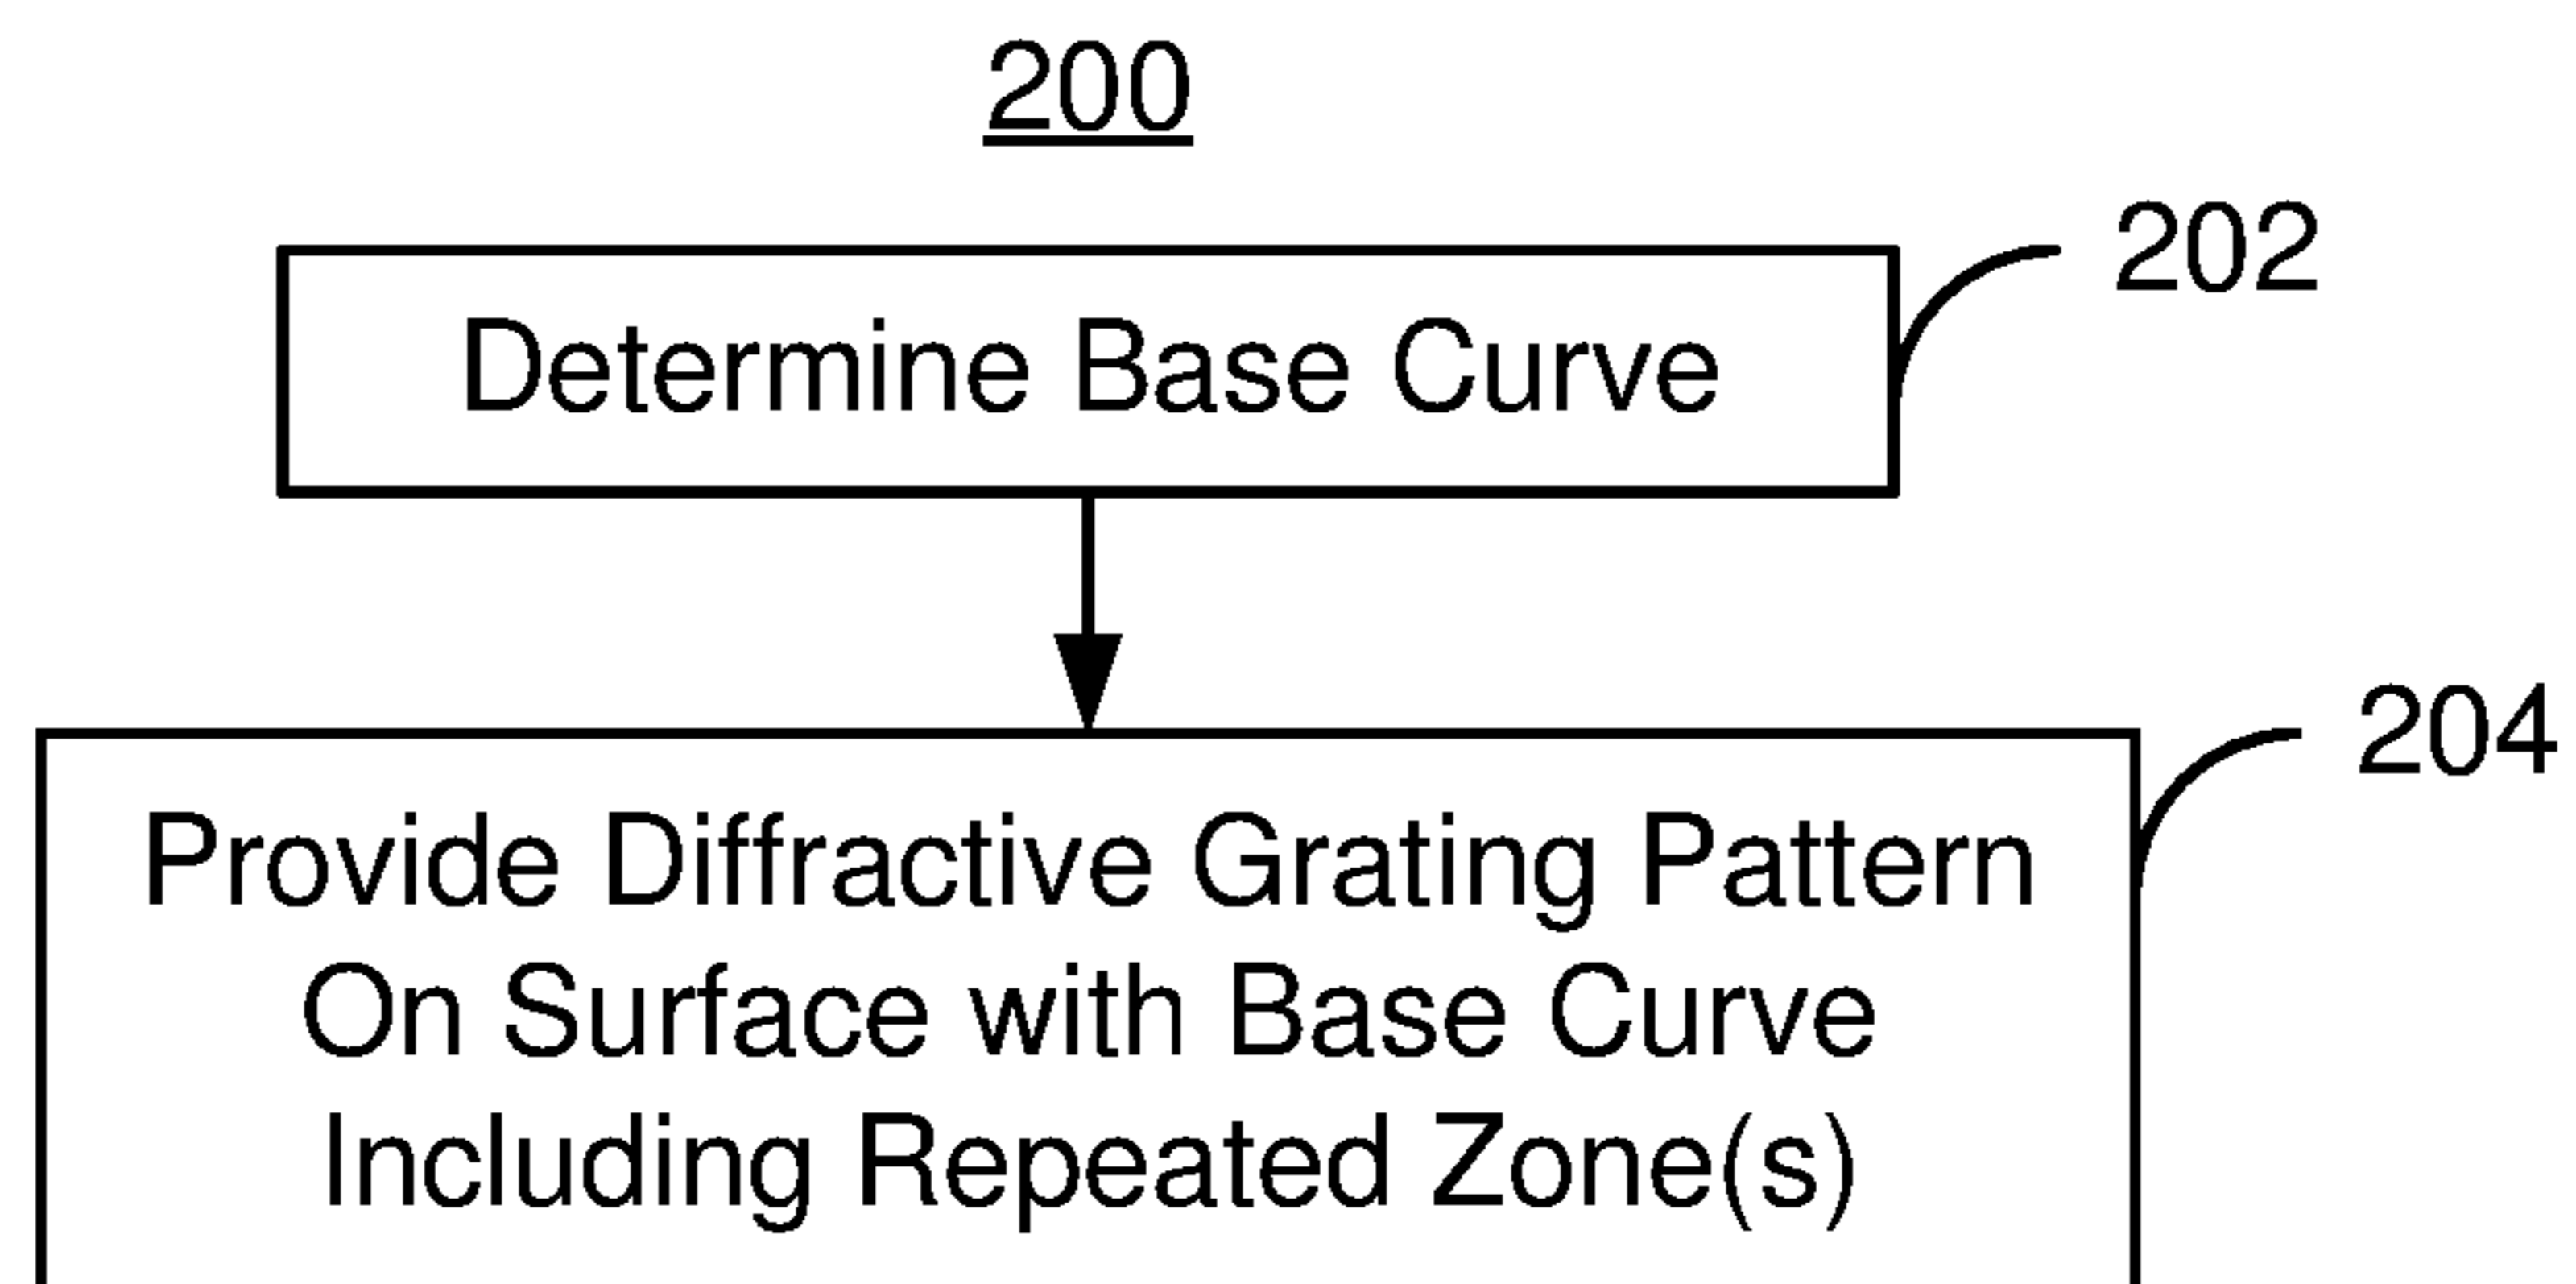 200
202
Determine Base Curve
204
Provide Diffractive Grating Pattern
On Surface with Base Curve
Including Repeated Zone(s)